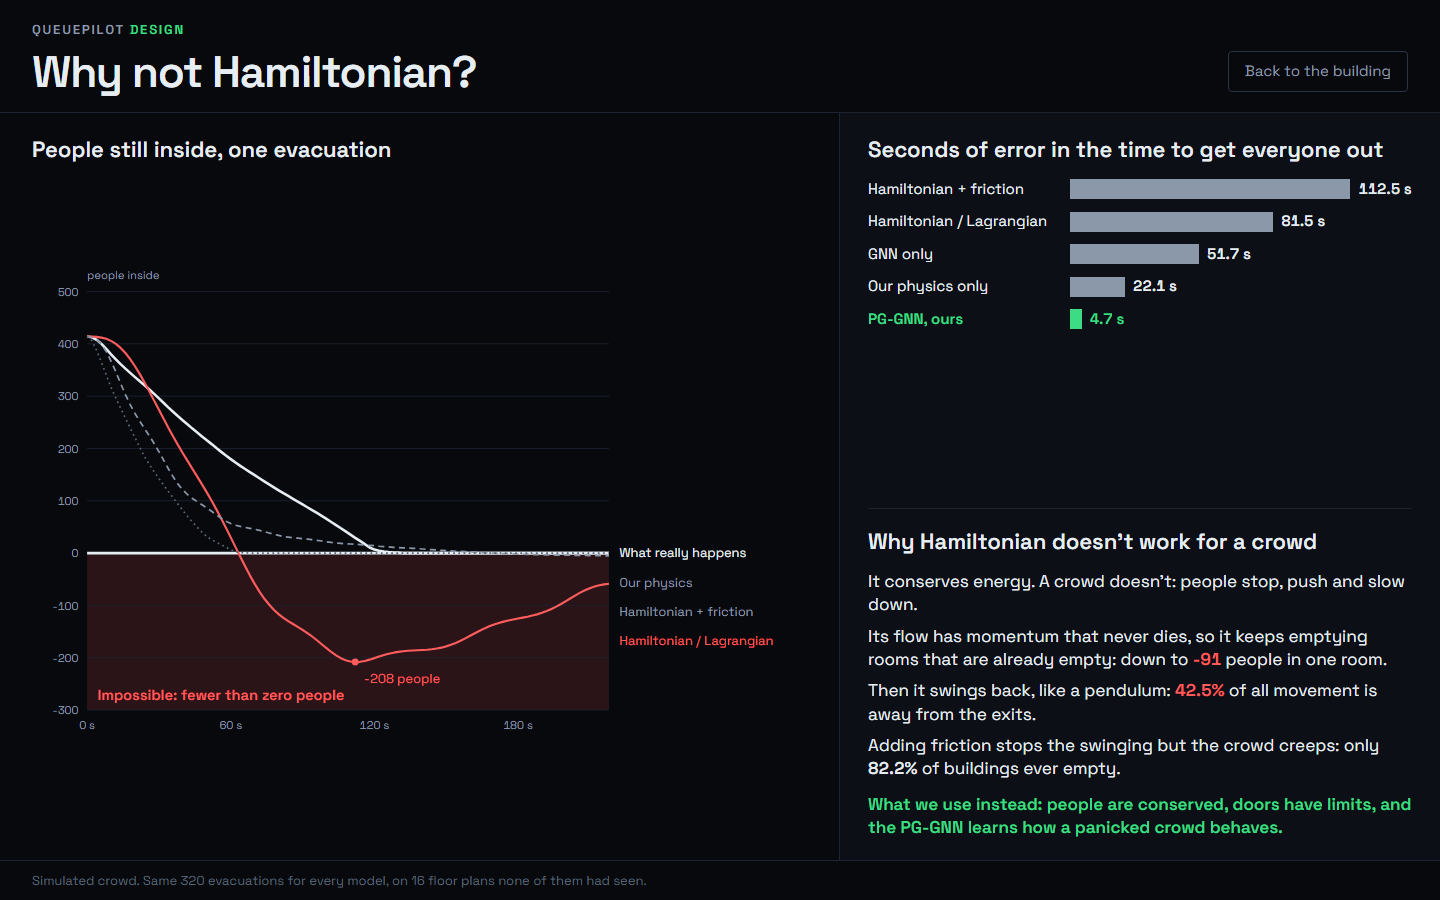 QUEUEPILOT DESIGN
Why not Hamiltonian?
Back to the building
People still inside, one evacuation
people inside
500
400
300
200
100
0
-100
-200
-300
0 s
60 s
120 s
180 s
What really happens
Our physics
Hamiltonian + friction
Hamiltonian / Lagrangian
-208 people
Impossible: fewer than zero people
Seconds of error in the time to get everyone out
Hamiltonian + friction 112.5 s
Hamiltonian / Lagrangian 81.5 s
GNN only 51.7 s
Our physics only 22.1 s
PG-GNN, ours 4.7 s
Why Hamiltonian doesn’t work for a crowd
It conserves energy. A crowd doesn’t: people stop, push and slow
down.
Its flow has momentum that never dies, so it keeps emptying
rooms that are already empty: down to -91 people in one room.
Then it swings back, like a pendulum: 42.5% of all movement is
away from the exits.
Adding friction stops the swinging but the crowd creeps: only
82.2% of buildings ever empty.
What we use instead: people are conserved, doors have limits, and
the PG-GNN learns how a panicked crowd behaves.
Simulated crowd. Same 320 evacuations for every model, on 16 floor plans none of them had seen.